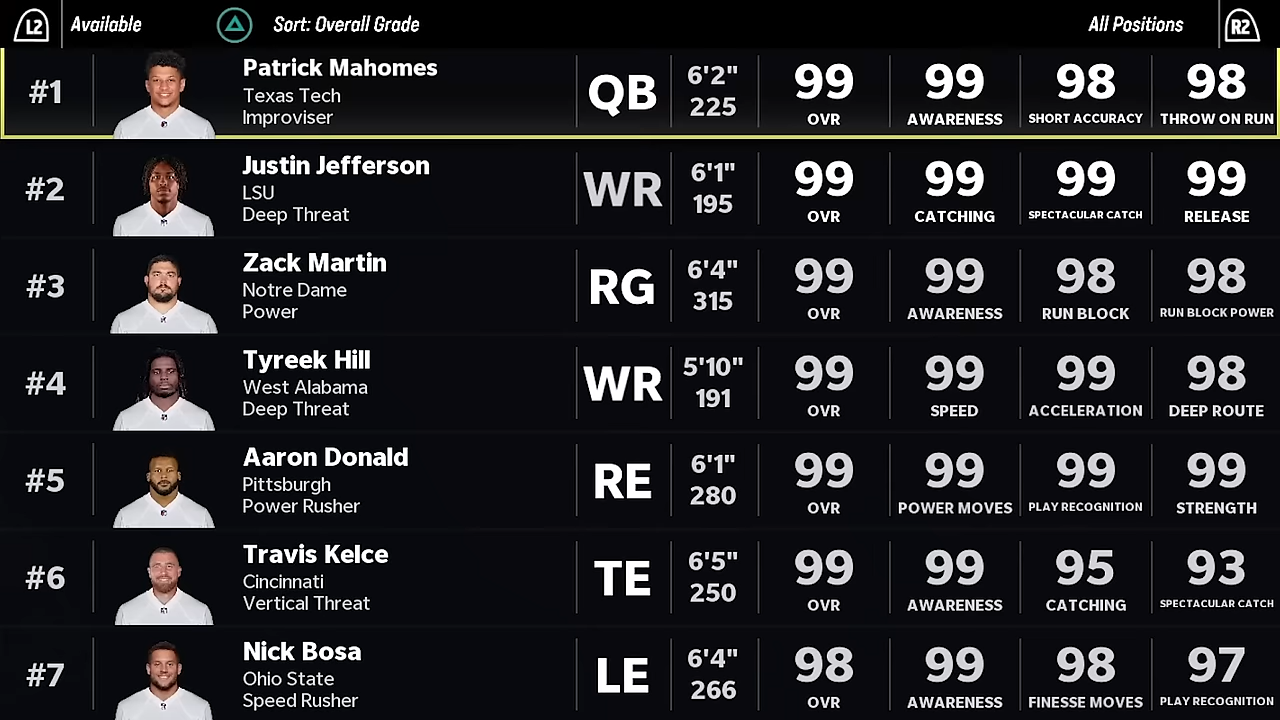 L2 Available Sort: Overall Grade All Positions R2
#1 Patrick Mahomes Texas Tech Improviser QB 6'2" 225 99 OVR 99 AWARENESS 98 SHORT ACCURACY 98 THROW ON RUN
#2 Justin Jefferson LSU Deep Threat WR 6'1" 195 99 OVR 99 CATCHING 99 SPECTACULAR CATCH 99 RELEASE
#3 Zack Martin Notre Dame Power RG 6'4" 315 99 OVR 99 AWARENESS 98 RUN BLOCK 98 RUN BLOCK POWER
#4 Tyreek Hill West Alabama Deep Threat WR 5'10" 191 99 OVR 99 SPEED 99 ACCELERATION 98 DEEP ROUTE
#5 Aaron Donald Pittsburgh Power Rusher RE 6'1" 280 99 OVR 99 POWER MOVES 99 PLAY RECOGNITION 99 STRENGTH
#6 Travis Kelce Cincinnati Vertical Threat TE 6'5" 250 99 OVR 99 AWARENESS 95 CATCHING 93 SPECTACULAR CATCH
#7 Nick Bosa Ohio State Speed Rusher LE 6'4" 266 98 OVR 99 AWARENESS 98 FINESSE MOVES 97 PLAY RECOGNITION